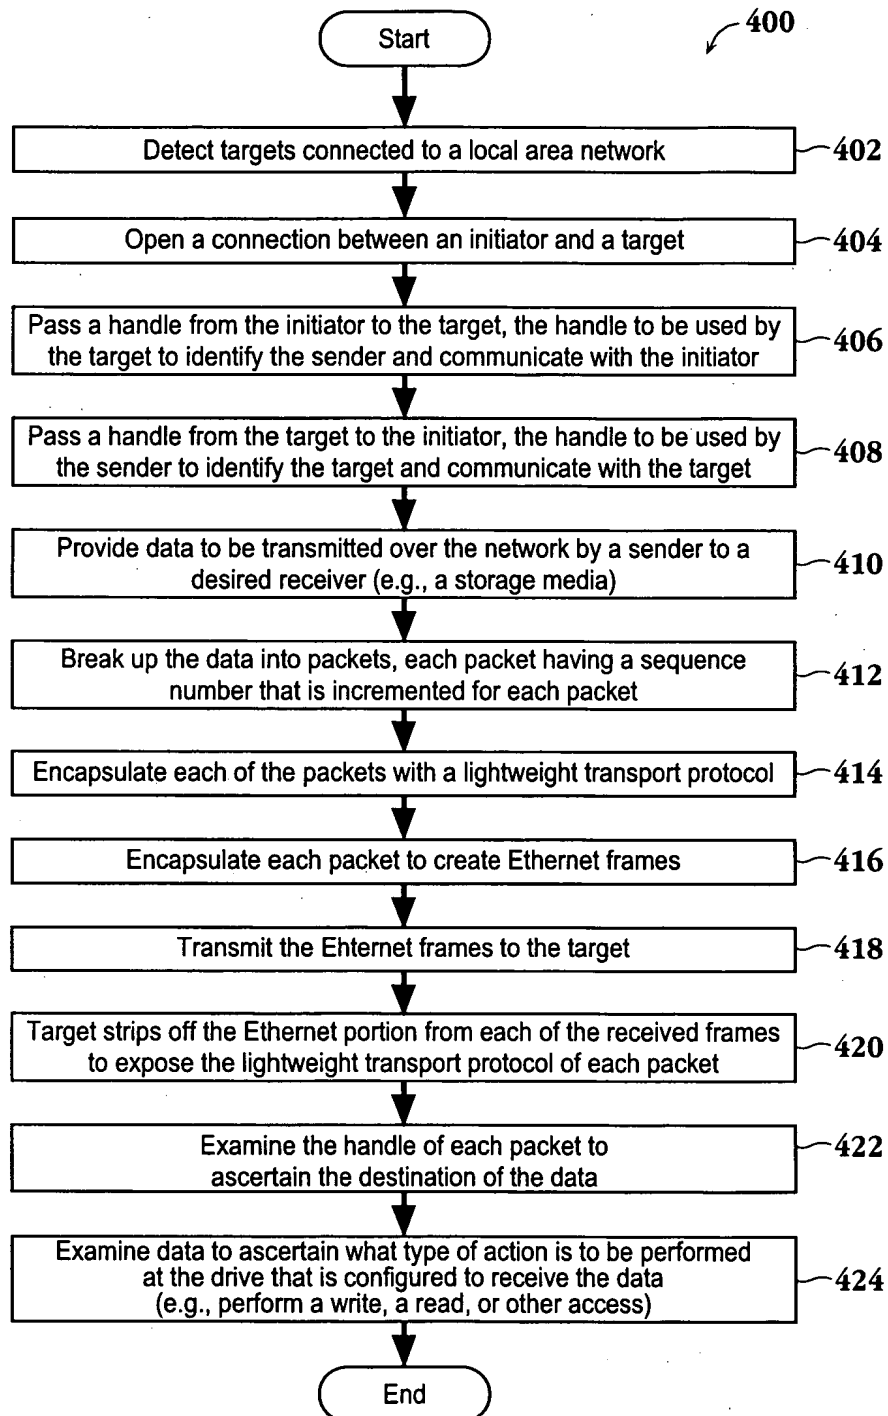 Start
400
Detect targets connected to a local area network
402
Open a connection between an initiator and a target
404
Pass a handle from the initiator to the target, the handle to be used by
the target to identify the sender and communicate with the initiator
406
Pass a handle from the target to the initiator, the handle to be used by
the sender to identify the target and communicate with the target
408
Provide data to be transmitted over the network by a sender to a
desired receiver (e.g., a storage media)
410
Break up the data into packets, each packet having a sequence
number that is incremented for each packet
412
Encapsulate each of the packets with a lightweight transport protocol
414
Encapsulate each packet to create Ethernet frames
416
Transmit the Ehternet frames to the target
418
Target strips off the Ethernet portion from each of the received frames
to expose the lightweight transport protocol of each packet
420
Examine the handle of each packet to
ascertain the destination of the data
422
Examine data to ascertain what type of action is to be performed
at the drive that is configured to receive the data
(e.g., perform a write, a read, or other access)
424
End